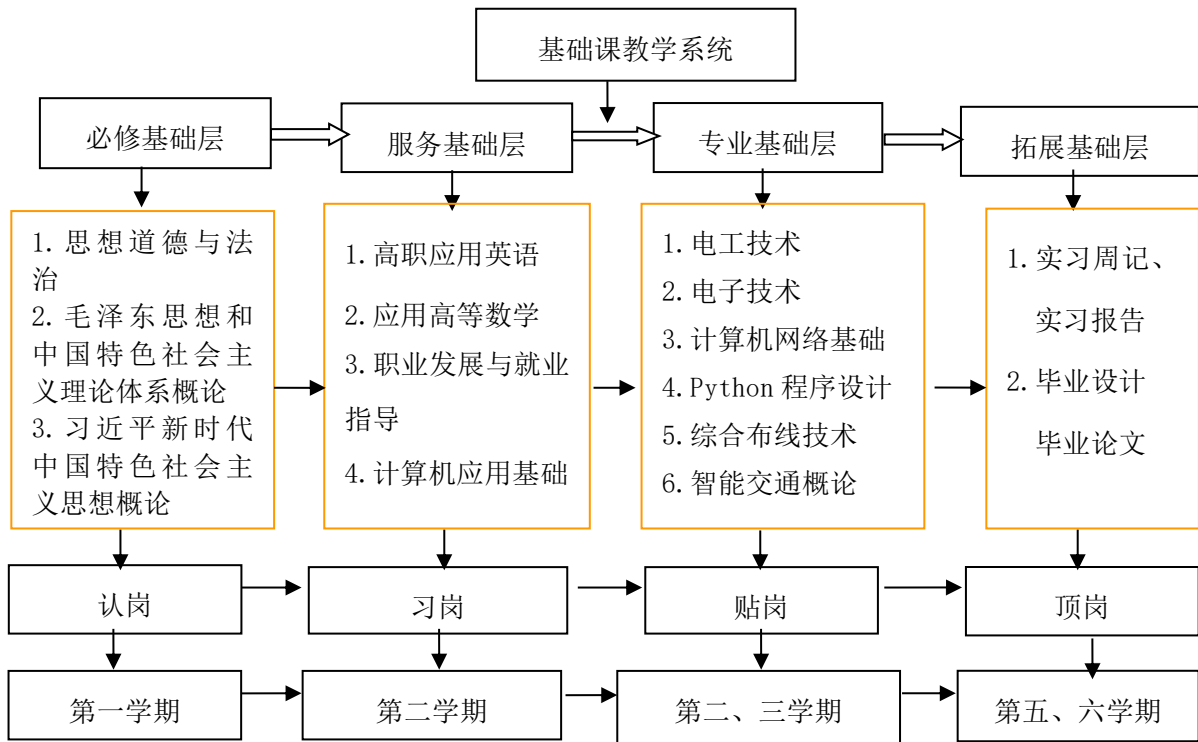 基础课教学系统
必修基础层
服务基础层
专业基础层
拓展基础层
1.思想道德与法
治
2.毛泽东思想和
中国特色社会主
义理论体系概论
3.习近平新时代
中国特色社会主
义思想概论
1.高职应用英语
2.应用高等数学
3.职业发展与就业
指导
4.计算机应用基础
1.电工技术
2.电子技术
3.计算机网络基础
4.Python 程序设计
5.综合布线技术
6.智能交通概论
1.实习周记、
实习报告
2.毕业设计
毕业论文
认岗
习岗
贴岗
顶岗
第一学期
第二学期
第二、三学期
第五、六学期